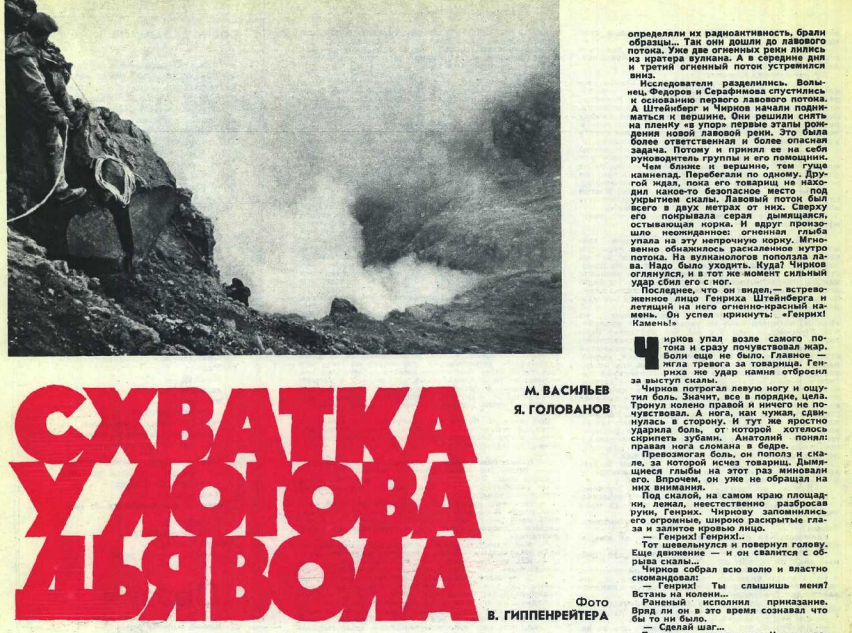 определяли их радиоактивность, брали
образцы... Так они дошли до лавового
потока. Уже две огненных реки лились
из кратера вулкана. А в середине дня
и третий огненный поток устремился
вниз.
Исследователи разделились. Волы-
нец, Федоров и Серафимова спустились
к основанию первого лавового потока.
А Штейнберг и Чирков начали подни-
маться к вершине. Они решили снять
на пленку «в упор» первые этапы рож-
дения новой лавовой реки. Это была
более ответственная и более опасная
задача. Потому и принял ее на себя
руководитель группы и его помощник.
Чем ближе к вершине, тем гуще
камнепад. Перебегали по одному. Дру-
гой ждал, пока его товарищ не нахо-
дил какое-то безопасное место под
укрытием скалы. Лавовый поток был
всего в двух метрах от них. Сверху
его покрывала серая дымящаяся,
остывающая корка. И вдруг произо-
шло неожиданное: огненная глыба
упала на эту непрочную корку. Мгно-
венно обнажилось раскаленное нутро
потока. На вулканологов поползла ла-
ва. Надо было уходить. Куда? Чирков
оглянулся, и в тот же момент сильный
удар сбил его с ног.
Последнее, что он видел,— встрево-
женное лицо Генриха Штейнберга и
летящий на него огненно-красный ка-
мень. Он успел крикнуть: «Генрих!
Камень!»
Чирков упал возле самого по-
тока и сразу почувствовал жар.
Боли еще не было. Главное —
жгла тревога за товарища. Ген-
риха же удар камня отбросил
за выступ скалы.
Чирков потрогал левую ногу и ощу-
тил боль. Значит, все в порядке, цела.
Тронул колено правой и ничего не по-
чувствовал. А нога, как чужая, сдви-
нулась в сторону. И тут же яростно
ударила боль, от которой хотелось
скрипеть зубами. Анатолий понял:
правая нога сломана в бедре.
Превозмогая боль, он пополз к ска-
ле, за которой исчез товарищ. Дымя-
щиеся глыбы на этот раз миновали
его. Впрочем, он уже не обращал на
них внимания.
Под скалой, на самом краю площад-
ки, лежал, неестественно разбросав
руки, Генрих. Чиркову запомнились
его огромные, широко раскрытые гла-
за и залитое кровью лицо.
— Генрих! Генрих!..
Тот шевельнулся и повернул голову.
Еще движение — и он свалится с об-
рыва скалы...
Чирков собрал всю волю и властно
скомандовал:
— Генрих! Ты слышишь меня?
Встань на колени...
Раненый исполнил приказание.
Вряд ли он в это время сознавал что
бы то ни было.
— Сделай шаг...
М. ВАСИЛЬЕВ
Я. ГОЛОВАНОВ
СХВАТКА
У ЛОГОВА
ДЬЯВОЛА
Фото
В. ГИППЕНРЕЙТЕРА